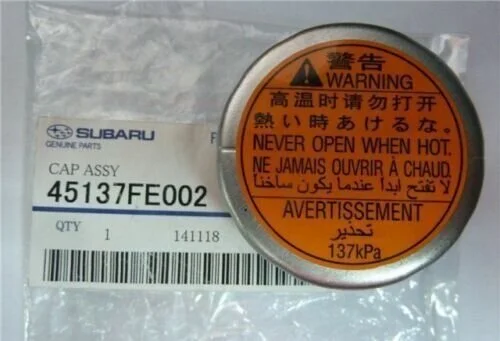 SUBARU
GENUINE PARTS
CAP ASSY
45137FE002
QTY 1 141118
警告
WARNING
高温时请勿打开
熱い時あけるな。
NEVER OPEN WHEN HOT.
NE JAMAIS OUVRIR À CHAUD.
لا تفتح ابدا عندما يكون ساخناً
AVERTISSEMENT
تحذير
137kPa